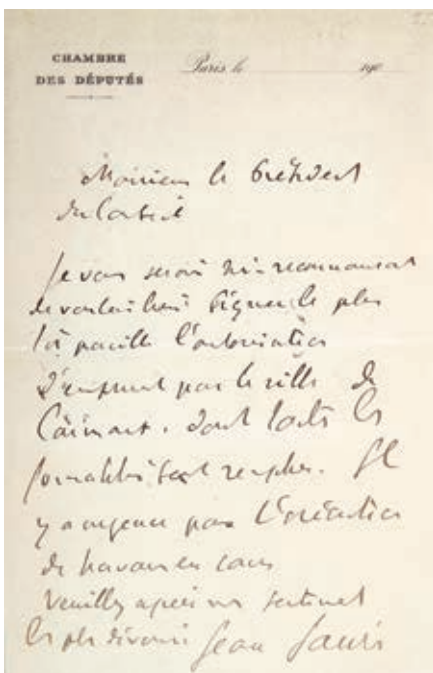 CHAMBRE
DES DÉPUTÉS
Paris le 190
Monsieur le Président
du Conseil
Je vous serais très reconnaissant
de vouloir bien signer le plus
tôt possible l'autorisation
d'emprunt par la ville de
dont toutes les
formalités sont remplies. Il
y a urgence pour l'exécution
de travaux en cours
Veuillez agréer mes sentiments
les plus dévoués Jean Jaurès